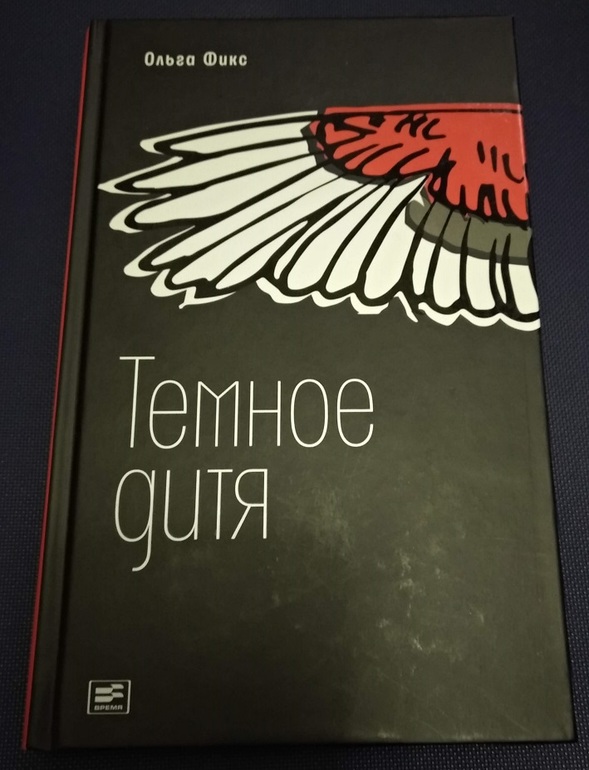 Ольга Фикс
Темное
дитя
ВРЕМЯ